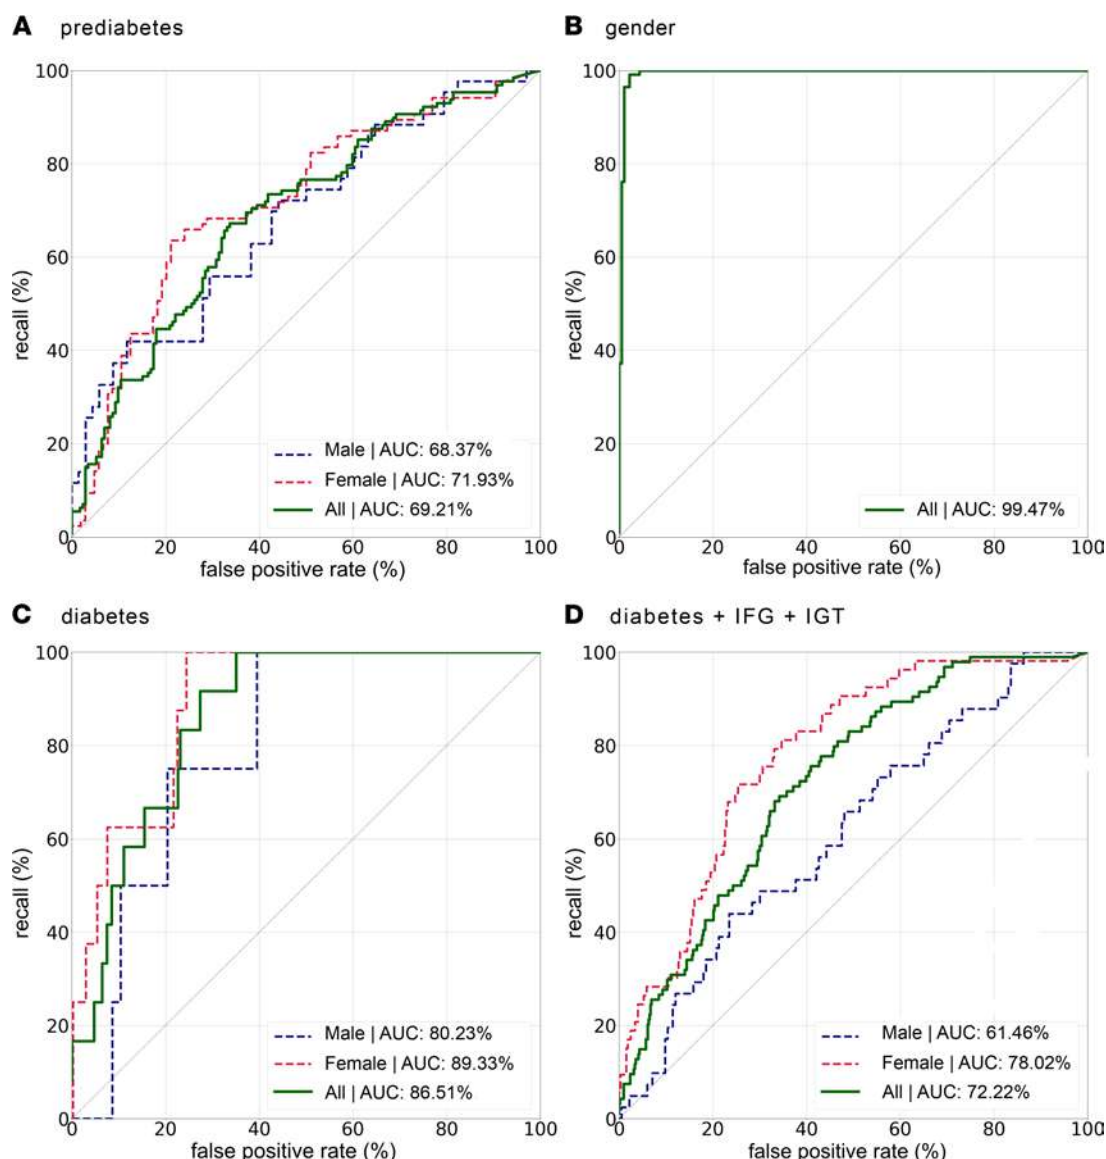 A prediabetes
100
80
60
40
20
0
recall (%)
Male | AUC: 68.37%
Female | AUC: 71.93%
All | AUC: 69.21%
0 20 40 60 80 100
false positive rate (%)
B gender
100
80
60
40
20
0
recall (%)
All | AUC: 99.47%
0 20 40 60 80 100
false positive rate (%)
C diabetes
100
80
60
40
20
0
recall (%)
Male | AUC: 80.23%
Female | AUC: 89.33%
All | AUC: 86.51%
0 20 40 60 80 100
false positive rate (%)
D diabetes + IFG + IGT
100
80
60
40
20
0
recall (%)
Male | AUC: 61.46%
Female | AUC: 78.02%
All | AUC: 72.22%
0 20 40 60 80 100
false positive rate (%)